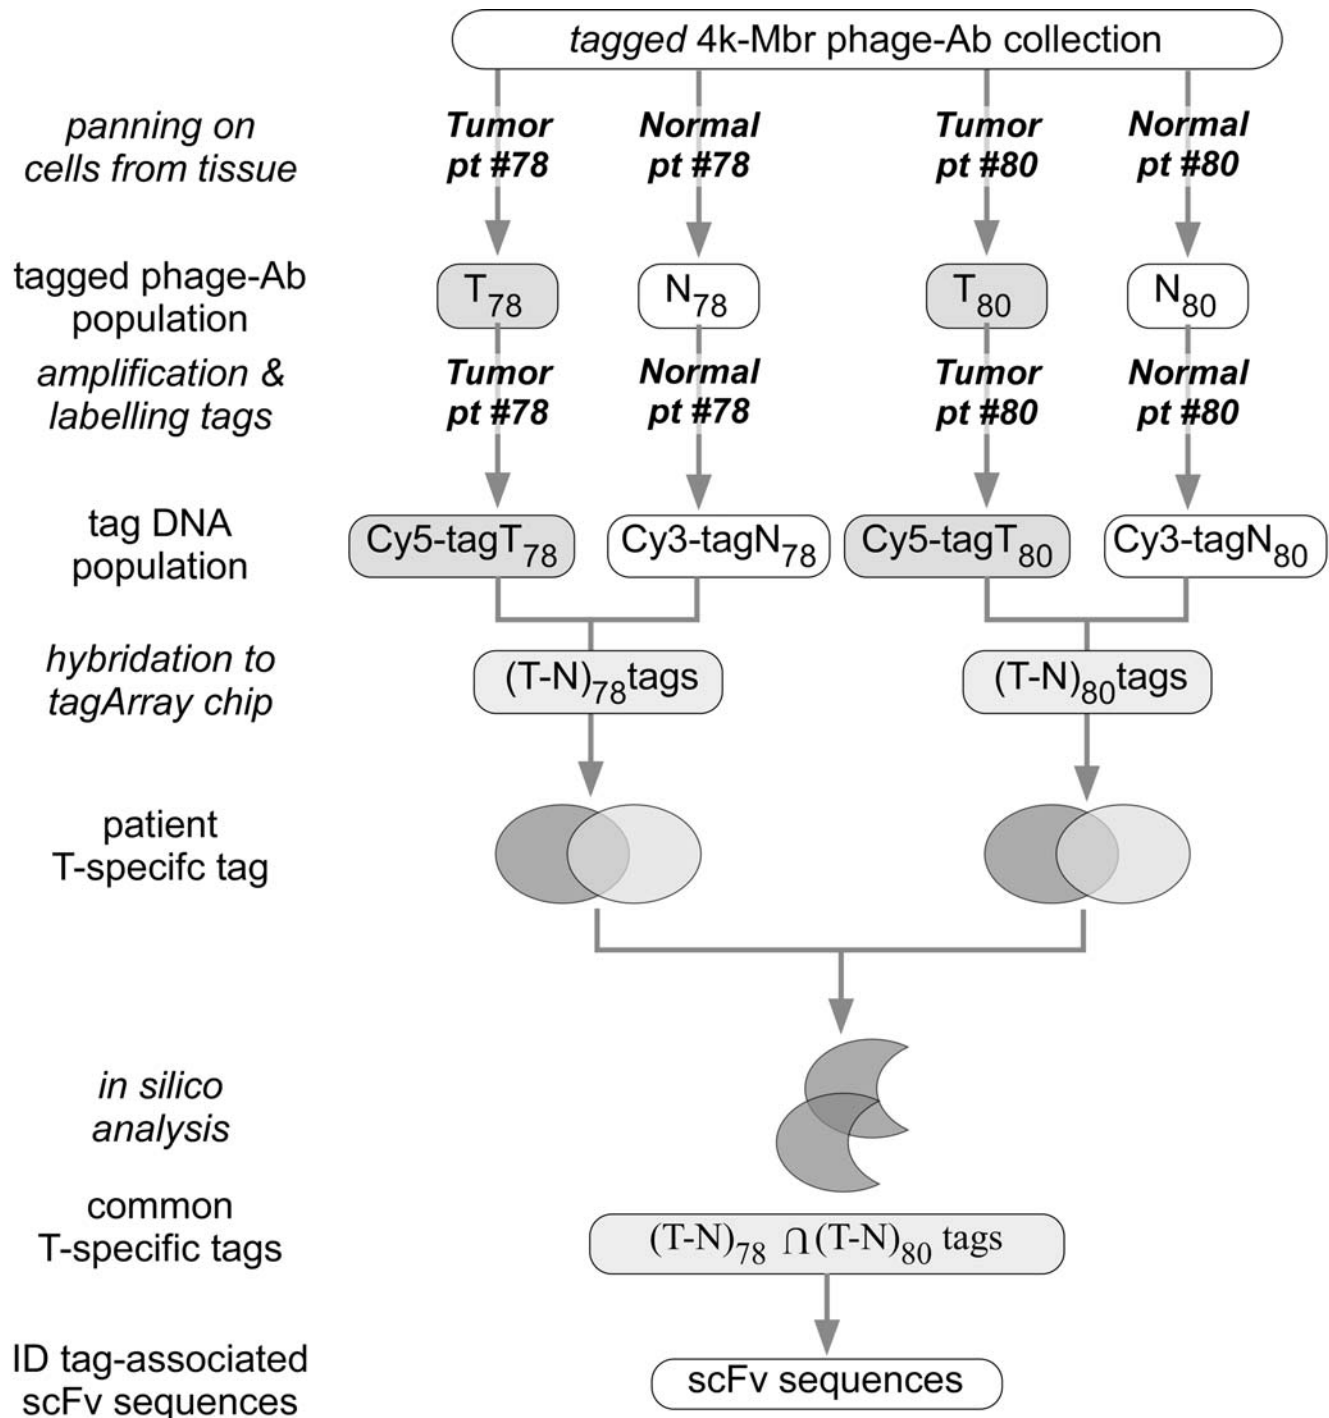 tagged 4k-Mbr phage-Ab collection
panning on
cells from tissue
Tumor
pt #78
Normal
pt #78
Tumor
pt #80
Normal
pt #80
tagged phage-Ab
population
T78
N78
T80
N80
amplification &
labelling tags
Tumor
pt #78
Normal
pt #78
Tumor
pt #80
Normal
pt #80
tag DNA
population
Cy5-tagT78
Cy3-tagN78
Cy5-tagT80
Cy3-tagN80
hybridation to
tagArray chip
(T-N)78tags
(T-N)80tags
patient
T-specifc tag
in silico
analysis
common
T-specific tags
(T-N)78 ∩(T-N)80 tags
ID tag-associated
scFv sequences
scFv sequences